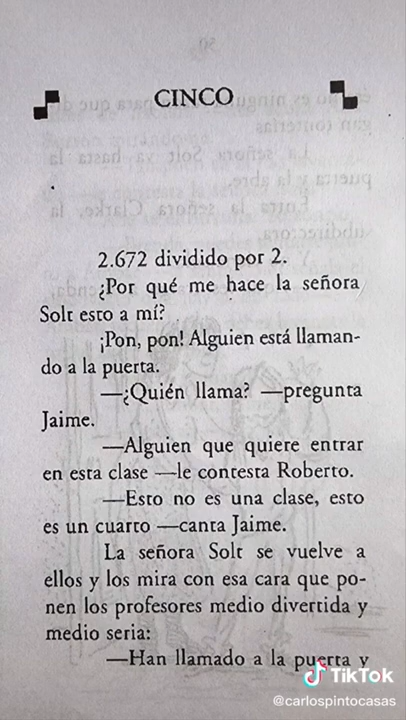 CINCO
2.672 dividido por 2.
¿Por qué me hace la señora
Solt esto a mí?
¡Pon, pon! Alguien está llaman-
do a la puerta.
—¿Quién llama? —pregunta
Jaime.
—Alguien que quiere entrar
en esta clase —le contesta Roberto.
—Esto no es una clase, esto
es un cuarto —canta Jaime.
La señora Solt se vuelve a
ellos y los mira con esa cara que po-
nen los profesores medio divertida y
medio seria:
—Han llamado a la puerta y
TikTok
@carlospintocasas